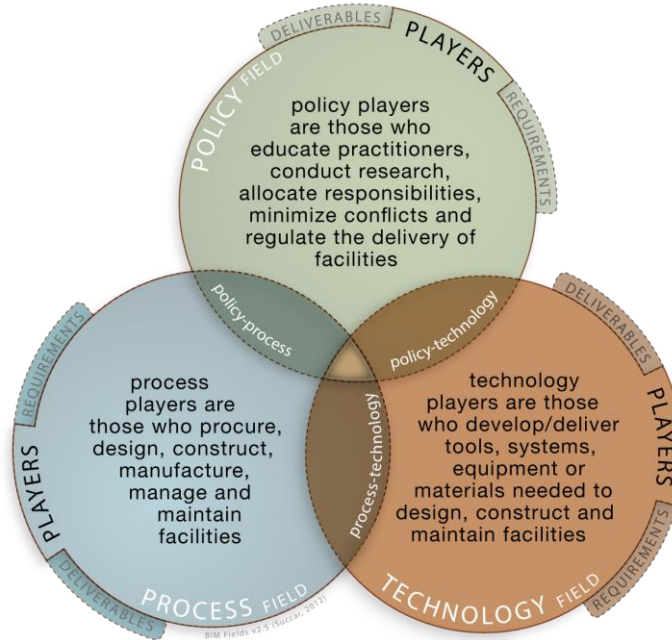 DELIVERABLES
PLAYERS
REQUIREMENTS
POLICY FIELD
policy players
are those who
educate practitioners,
conduct research,
allocate responsibilities,
minimize conflicts and
regulate the delivery of
facilities
policy-process
policy-technology
process-technology
REQUIREMENTS
PLAYERS
DELIVERABLES
process
players are
those who procure,
design, construct,
manufacture,
manage and
maintain
facilities
PROCESS FIELD
BIM Fields v2.5 (Succar, 2012)
DELIVERABLES
PLAYERS
REQUIREMENTS
technology
players are those
who develop/deliver
tools, systems,
equipment or
materials needed to
design, construct and
maintain facilities
TECHNOLOGY FIELD